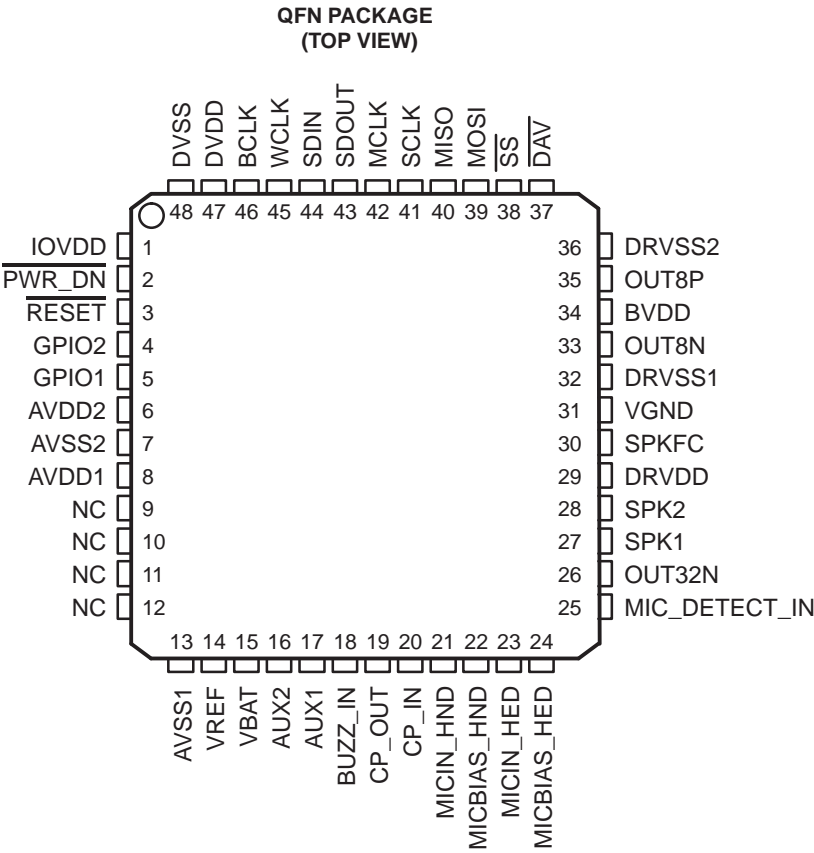 QFN PACKAGE
(TOP VIEW)
DVSS
DVDD
BCLK
WCLK
SDIN
SDOUT
MCLK
SCLK
MISO
MOSI
SS
DAV
48 47 46 45 44 43 42 41 40 39 38 37
IOVDD 1
PWR_DN 2
RESET 3
GPIO2 4
GPIO1 5
AVDD2 6
AVSS2 7
AVDD1 8
NC 9
NC 10
NC 11
NC 12
36 DRVSS2
35 OUT8P
34 BVDD
33 OUT8N
32 DRVSS1
31 VGND
30 SPKFC
29 DRVDD
28 SPK2
27 SPK1
26 OUT32N
25 MIC_DETECT_IN
13 14 15 16 17 18 19 20 21 22 23 24
AVSS1
VREF
VBAT
AUX2
AUX1
BUZZ_IN
CP_OUT
CP_IN
MICIN_HND
MICBIAS_HND
MICIN_HED
MICBIAS_HED